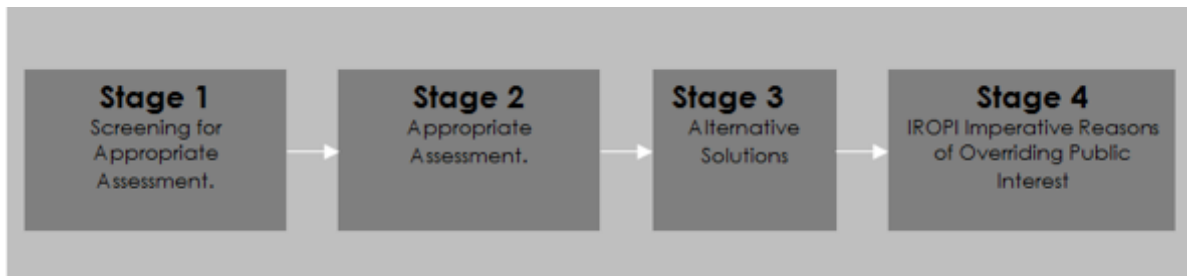 Stage 1
Screening for
Appropriate
Assessment.
Stage 2
Appropriate
Assessment.
Stage 3
Alternative
Solutions
Stage 4
IROPI Imperative Reasons
of Overriding Public
Interest